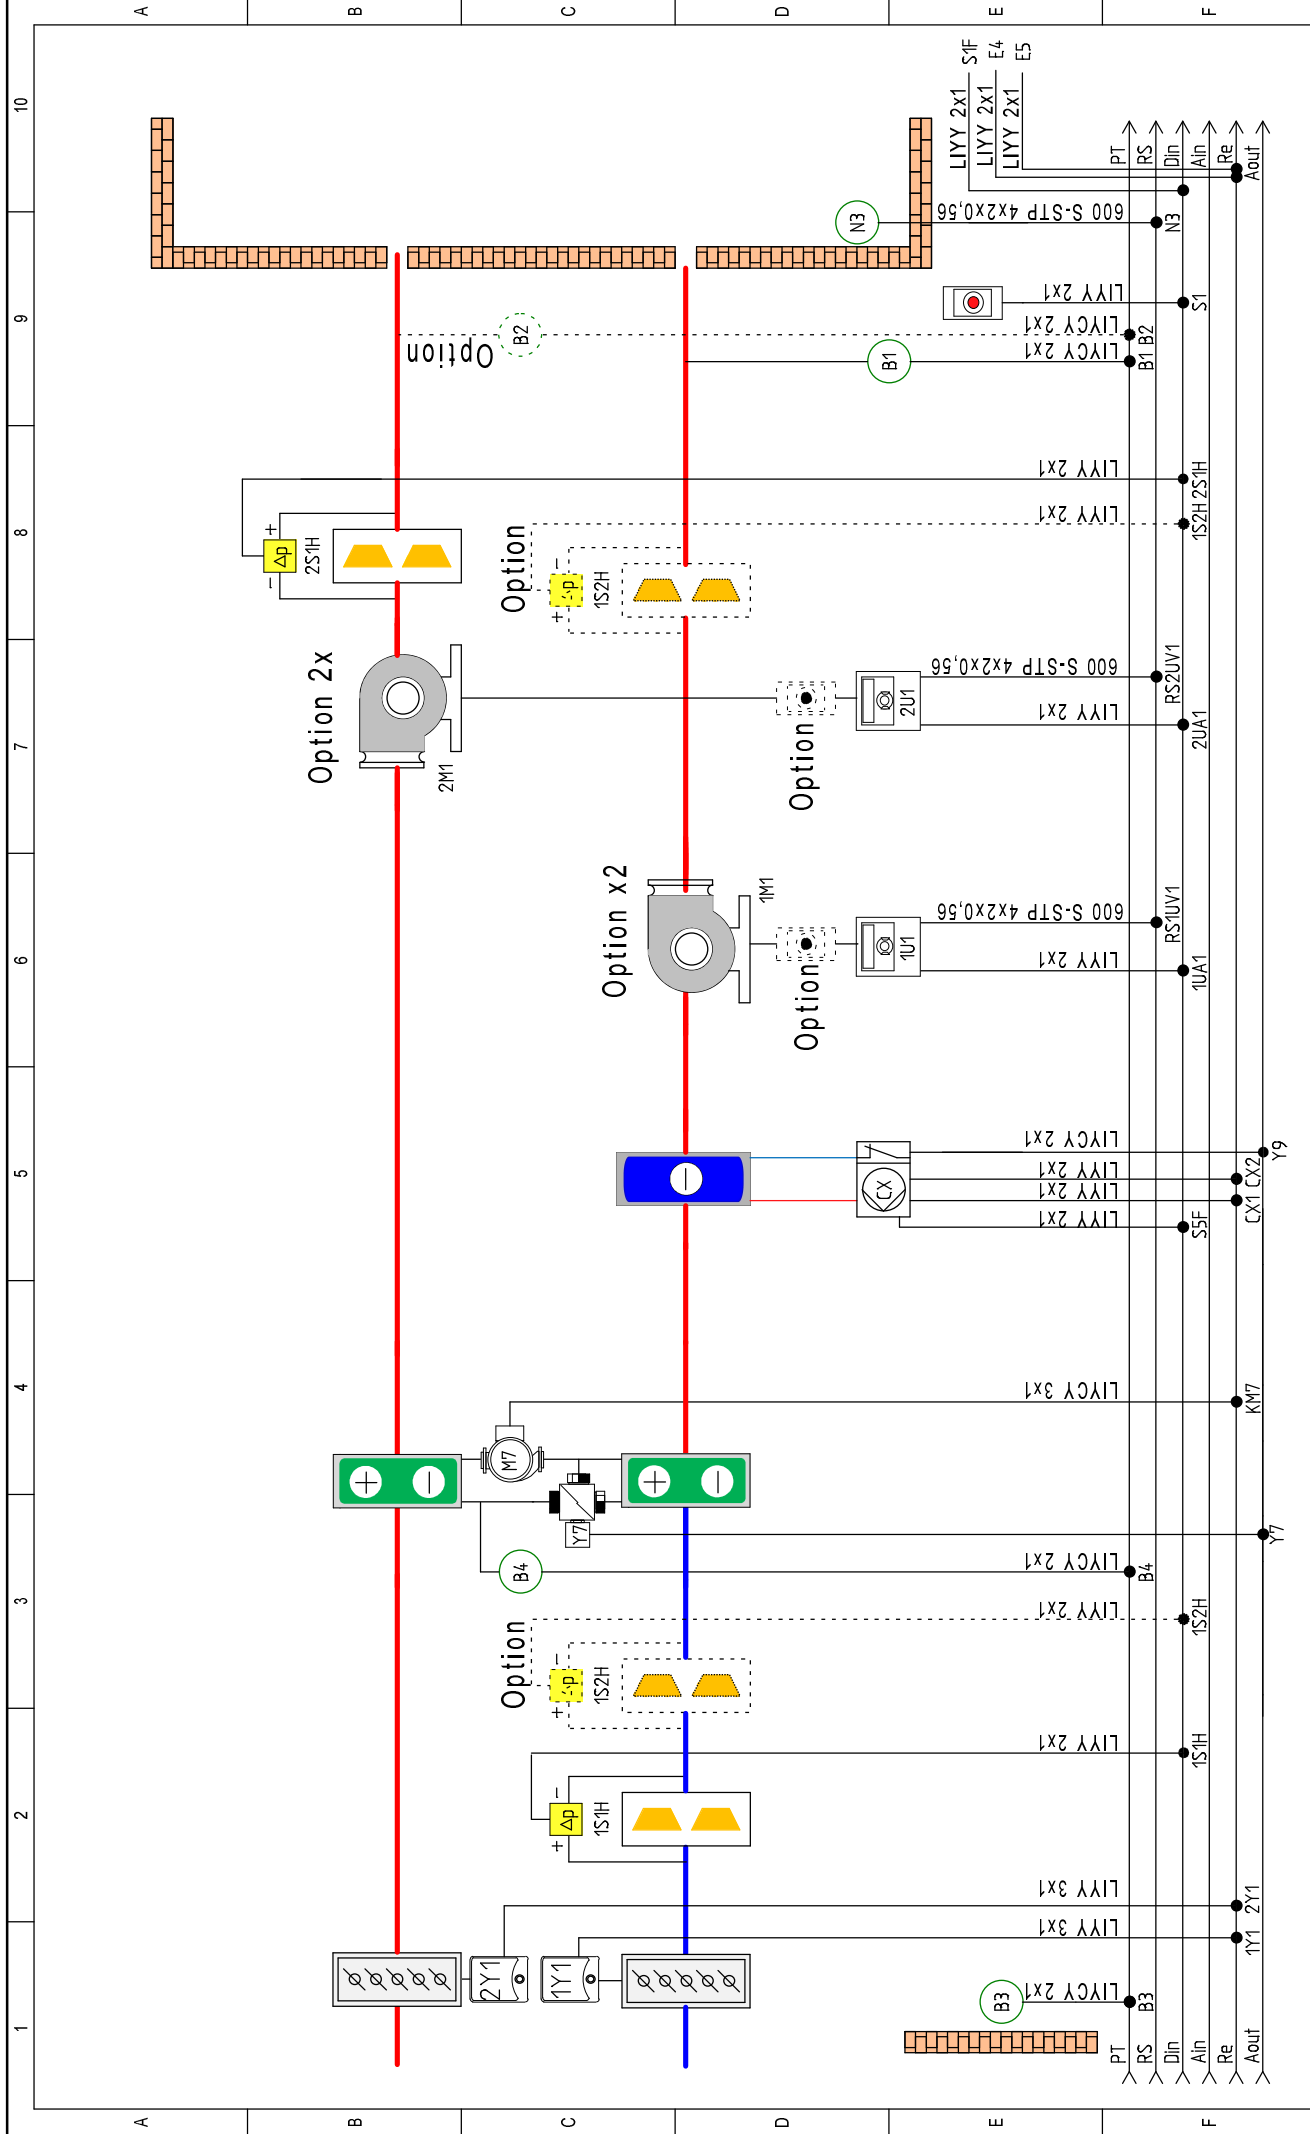 A B C D E F
10
S1F
E4
E5
LIYY 2x1
LIYY 2x1
LIYY 2x1
PT
RS
Din
Ain
Re
Aout
N3
600 S-STP 4x2x0,56
N3
9
LIYY 2x1
S1
Option
B2
LIYCY 2x1
B2
B1
LIYCY 2x1
B1
8
LIYY 2x1
2S1H
+
Δp
-
2S1H
Option
LIYY 2x1
1S2H
-
p
+
1S2H
7
Option 2x
2M1
Option
2U1
600 S-STP 4x2x0,56
RS2UV1
LIYY 2x1
2UA1
6
Option x2
1M1
Option
1U1
600 S-STP 4x2x0,56
RS1UV1
LIYY 2x1
1UA1
5
CX
LIYCY 2x1
Y9
LIYY 2x1
CX2
LIYY 2x1
CX1
LIYY 2x1
S5F
4
M7
LIYCY 3x1
KM7
Y7
Y7
3
B4
LIYCY 2x1
B4
Option
LIYY 2x1
1S2H
-
p
+
1S2H
2
LIYY 2x1
1S1H
-
Δp
+
1S1H
LIYY 3x1
2Y1
LIYY 3x1
1Y1
2Y1
1Y1
1
B3
LIYCY 2x1
B3
PT
RS
Din
Ain
Re
Aout
A B C D E F